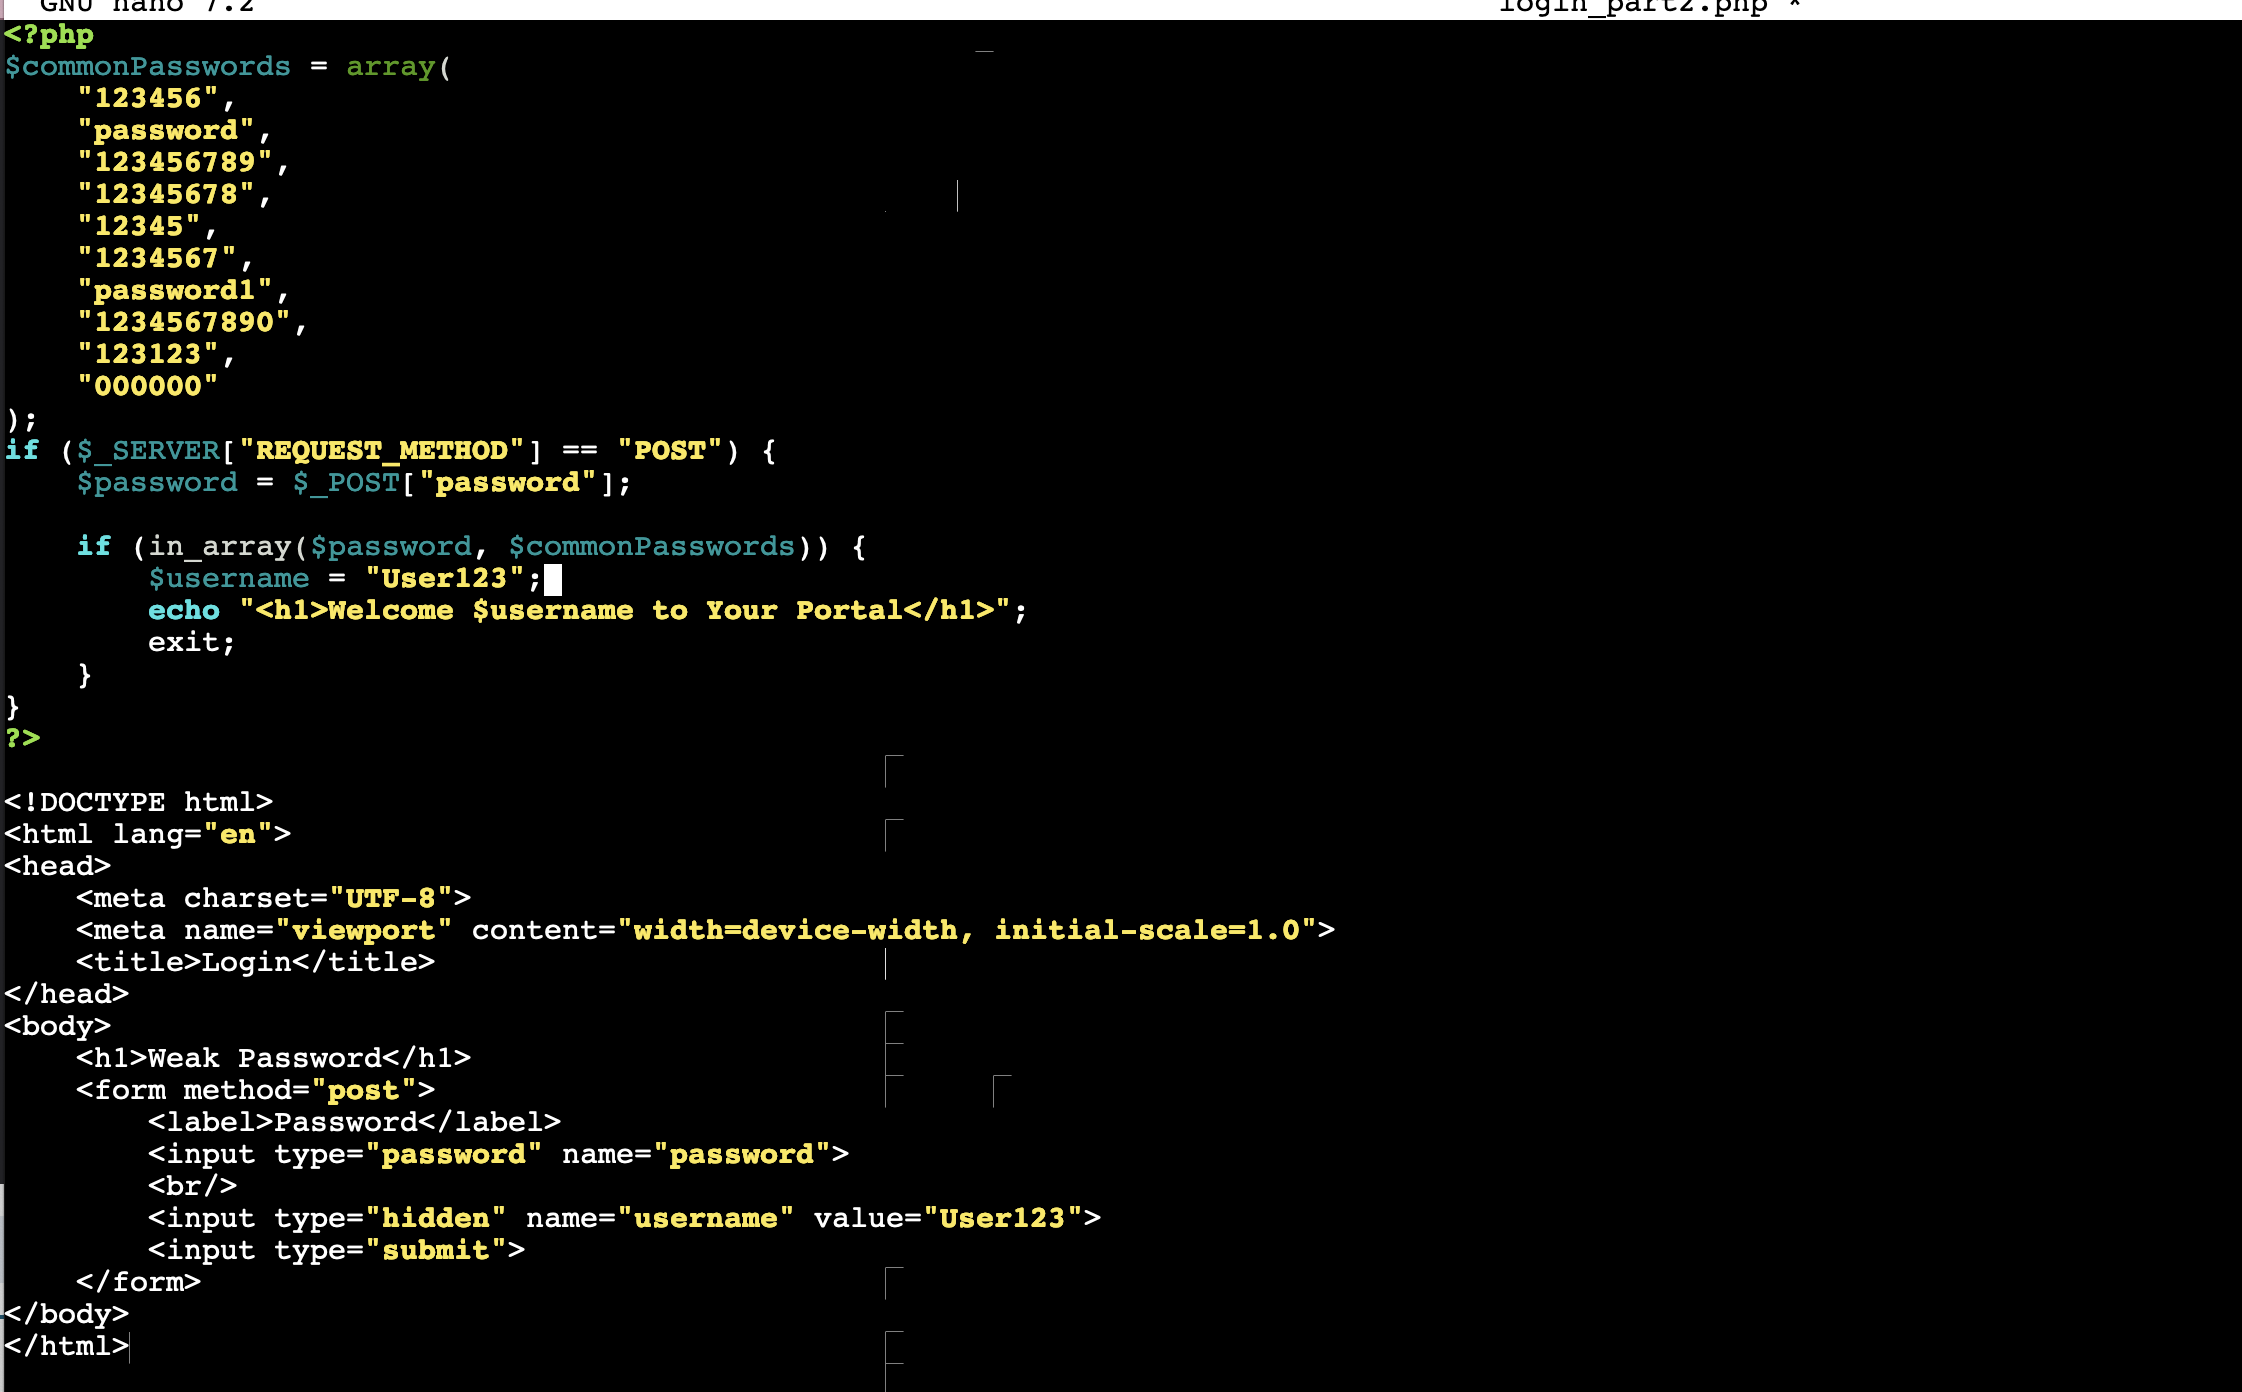 GNU nano 7.2 login_part2.php *
<?php
$commonPasswords = array(
    "123456",
    "password",
    "123456789",
    "12345678",
    "12345",
    "1234567",
    "password1",
    "1234567890",
    "123123",
    "000000"
);
if ($_SERVER["REQUEST_METHOD"] == "POST") {
    $password = $_POST["password"];

    if (in_array($password, $commonPasswords)) {
        $username = "User123";
        echo "<h1>Welcome $username to Your Portal</h1>";
        exit;
    }
}
?>

<!DOCTYPE html>
<html lang="en">
<head>
    <meta charset="UTF-8">
    <meta name="viewport" content="width=device-width, initial-scale=1.0">
    <title>Login</title>
</head>
<body>
    <h1>Weak Password</h1>
    <form method="post">
        <label>Password</label>
        <input type="password" name="password">
        <br/>
        <input type="hidden" name="username" value="User123">
        <input type="submit">
    </form>
</body>
</html>